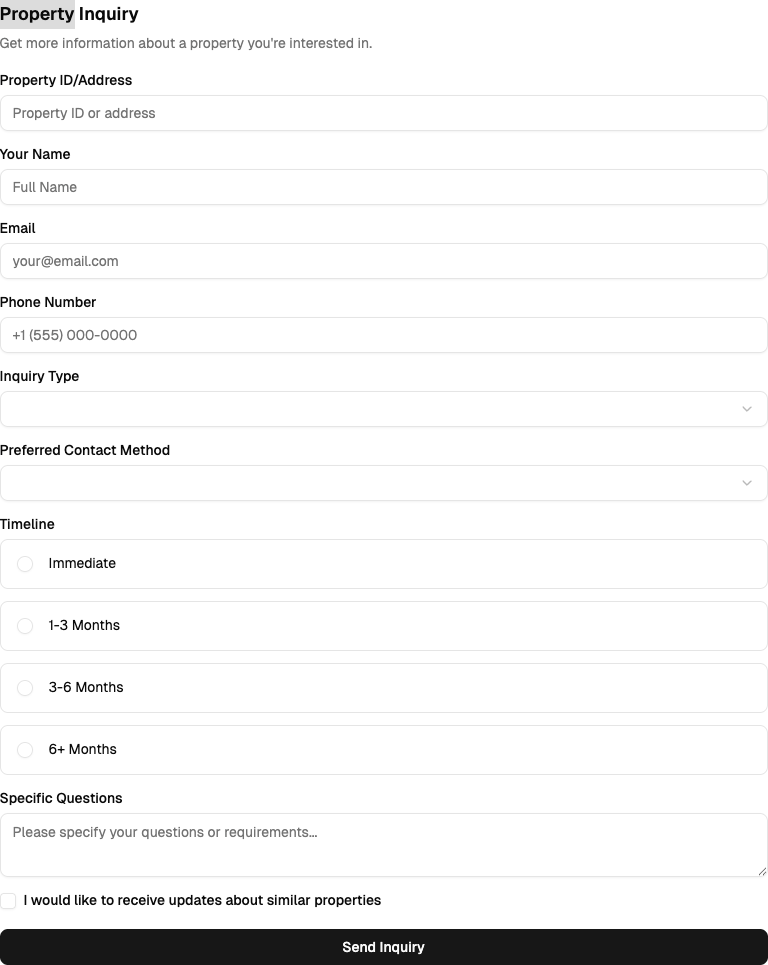 Property Inquiry
Get more information about a property you're interested in.
Property ID/Address
Property ID or address
Your Name
Full Name
Email
your@email.com
Phone Number
+1 (555) 000-0000
Inquiry Type
Preferred Contact Method
Timeline
Immediate
1-3 Months
3-6 Months
6+ Months
Specific Questions
Please specify your questions or requirements...
I would like to receive updates about similar properties
Send Inquiry